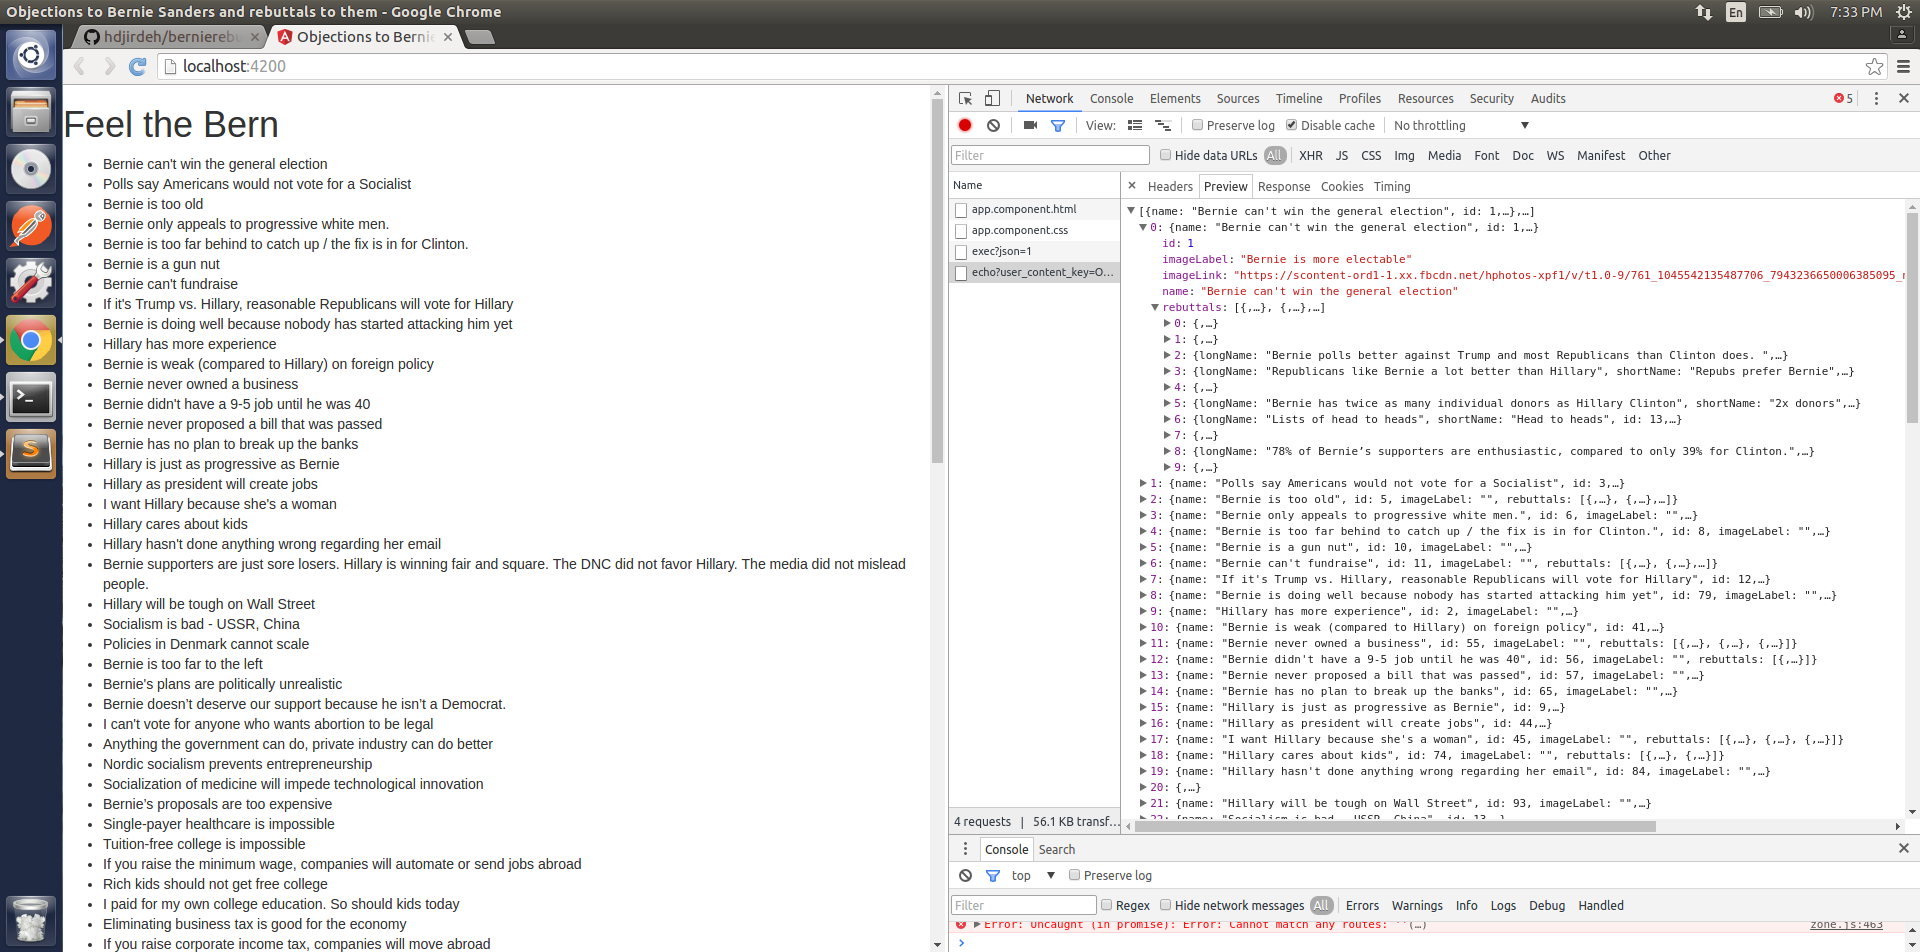 Objections to Bernie Sanders and rebuttals to them - Google Chrome
En
7:33 PM
hdjirdeh/berniereb
Objections to Berni
localhost:4200
Feel the Bern
Bernie can't win the general election
Polls say Americans would not vote for a Socialist
Bernie is too old
Bernie only appeals to progressive white men.
Bernie is too far behind to catch up / the fix is in for Clinton.
Bernie is a gun nut
Bernie can't fundraise
If it's Trump vs. Hillary, reasonable Republicans will vote for Hillary
Bernie is doing well because nobody has started attacking him yet
Hillary has more experience
Bernie is weak (compared to Hillary) on foreign policy
Bernie never owned a business
Bernie didn't have a 9-5 job until he was 40
Bernie never proposed a bill that was passed
Bernie has no plan to break up the banks
Hillary is just as progressive as Bernie
Hillary as president will create jobs
I want Hillary because she's a woman
Hillary cares about kids
Hillary hasn't done anything wrong regarding her email
Bernie supporters are just sore losers. Hillary is winning fair and square. The DNC did not favor Hillary. The media did not mislead
people.
Hillary will be tough on Wall Street
Socialism is bad - USSR, China
Policies in Denmark cannot scale
Bernie is too far to the left
Bernie's plans are politically unrealistic
Bernie doesn’t deserve our support because he isn’t a Democrat.
I can't vote for anyone who wants abortion to be legal
Anything the government can do, private industry can do better
Nordic socialism prevents entrepreneurship
Socialization of medicine will impede technological innovation
Bernie’s proposals are too expensive
Single-payer healthcare is impossible
Tuition-free college is impossible
If you raise the minimum wage, companies will automate or send jobs abroad
Rich kids should not get free college
I paid for my own college education. So should kids today
Eliminating business tax is good for the economy
If you raise corporate income tax, companies will move abroad
Network Console Elements Sources Timeline Profiles Resources Security Audits 5
View: Preserve log Disable cache No throttling
Filter Hide data URLs All XHR JS CSS Img Media Font Doc WS Manifest Other
Name
app.component.html
app.component.css
exec?json=1
echo?user_content_key=O...
4 requests | 56.1 KB transf...
Headers Preview Response Cookies Timing
[{name: "Bernie can't win the general election", id: 1,…},…]
0: {name: "Bernie can't win the general election", id: 1,…}
id: 1
imageLabel: "Bernie is more electable"
imageLink: "https://scontent-ord1-1.xx.fbcdn.net/hphotos-xpf1/v/t1.0-9/761_1045542135487706_7943236650006385095_
name: "Bernie can't win the general election"
rebuttals: [{,…}, {,…},…]
0: {,…}
1: {,…}
2: {longName: "Bernie polls better against Trump and most Republicans than Clinton does. ",…}
3: {longName: "Republicans like Bernie a lot better than Hillary", shortName: "Repubs prefer Bernie",…}
4: {,…}
5: {longName: "Bernie has twice as many individual donors as Hillary Clinton", shortName: "2x donors",…}
6: {longName: "Lists of head to heads", shortName: "Head to heads", id: 13,…}
7: {,…}
8: {longName: "78% of Bernie’s supporters are enthusiastic, compared to only 39% for Clinton.",…}
9: {,…}
1: {name: "Polls say Americans would not vote for a Socialist", id: 3,…}
2: {name: "Bernie is too old", id: 5, imageLabel: "", rebuttals: [{,…}, {,…},…]}
3: {name: "Bernie only appeals to progressive white men.", id: 6, imageLabel: "",…}
4: {name: "Bernie is too far behind to catch up / the fix is in for Clinton.", id: 8, imageLabel: "",…}
5: {name: "Bernie is a gun nut", id: 10, imageLabel: "",…}
6: {name: "Bernie can't fundraise", id: 11, imageLabel: "", rebuttals: [{,…}, {,…},…]}
7: {name: "If it's Trump vs. Hillary, reasonable Republicans will vote for Hillary", id: 12,…}
8: {name: "Bernie is doing well because nobody has started attacking him yet", id: 79, imageLabel: "",…}
9: {name: "Hillary has more experience", id: 2, imageLabel: "",…}
10: {name: "Bernie is weak (compared to Hillary) on foreign policy", id: 41,…}
11: {name: "Bernie never owned a business", id: 55, imageLabel: "", rebuttals: [{,…}, {,…}, {,…}]}
12: {name: "Bernie didn't have a 9-5 job until he was 40", id: 56, imageLabel: "", rebuttals: [{,…}]}
13: {name: "Bernie never proposed a bill that was passed", id: 57, imageLabel: "",…}
14: {name: "Bernie has no plan to break up the banks", id: 65, imageLabel: "",…}
15: {name: "Hillary is just as progressive as Bernie", id: 9,…}
16: {name: "Hillary as president will create jobs", id: 44,…}
17: {name: "I want Hillary because she's a woman", id: 45, imageLabel: "", rebuttals: [{,…}, {,…}, {,…}]}
18: {name: "Hillary cares about kids", id: 74, imageLabel: "", rebuttals: [{,…}, {,…}]}
19: {name: "Hillary hasn't done anything wrong regarding her email", id: 84, imageLabel: "",…}
20: {,…}
21: {name: "Hillary will be tough on Wall Street", id: 93, imageLabel: "",…}
22: {name: "Socialism is bad - USSR, China", id: 13,…}
Console Search
top Preserve log
Filter Regex Hide network messages All Errors Warnings Info Logs Debug Handled
Error: Uncaught (in promise): Error: Cannot match any routes: ''(…) zone.js:463